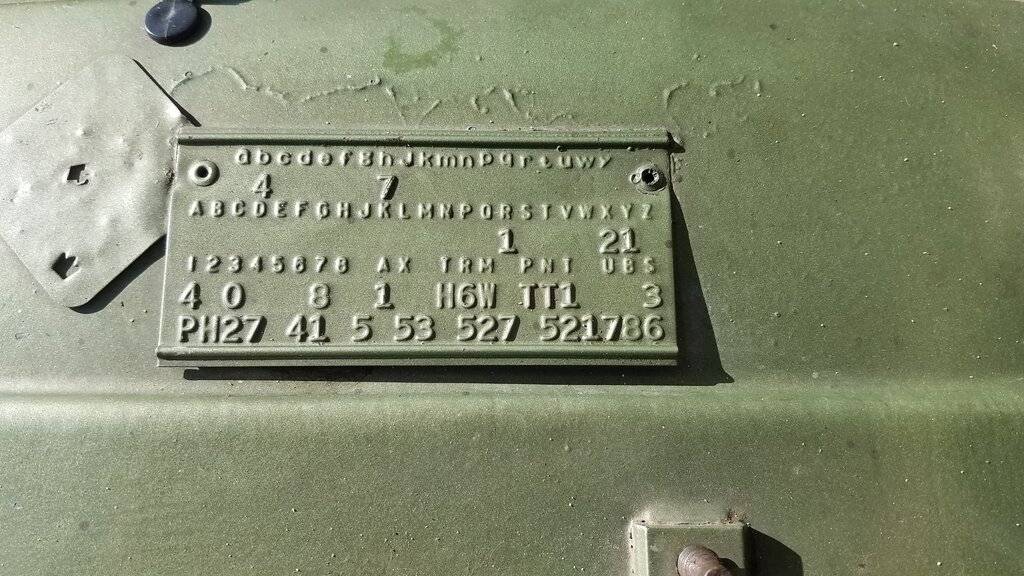 abcdefghJkmnpqrtuwy
4 7
ABCDEFGHJKLMNPQRSTVWXYZ
1 21
12345678 AX TRM PNT UBS
4 0 8 1 H6W TT1 3
PH27 41 5 53 527 521786